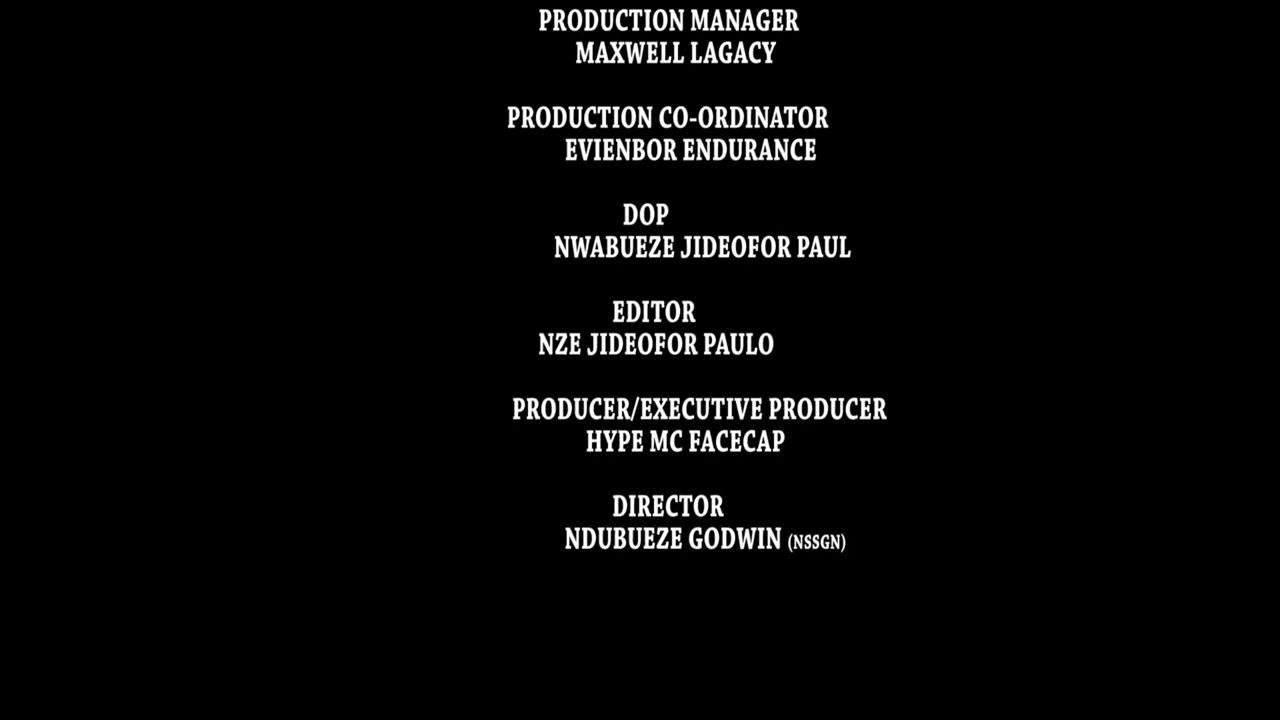 PRODUCTION MANAGER
MAXWELL LAGACY
PRODUCTION CO-ORDINATOR
EVIENBOR ENDURANCE
DOP
NWABUEZE JIDEOFOR PAUL
EDITOR
NZE JIDEOFOR PAULO
PRODUCER/EXECUTIVE PRODUCER
HYPE MC FACECAP
DIRECTOR
NDUBUEZE GODWIN (NSSGN)